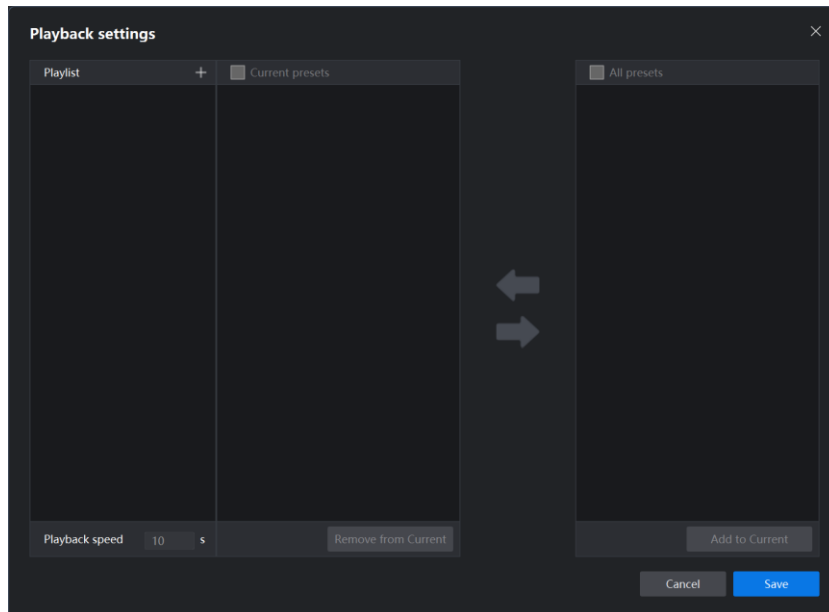 Playback settings
Playlist
Current presets
All presets
Playback speed 10 s
Remove from Current
Add to Current
Cancel
Save